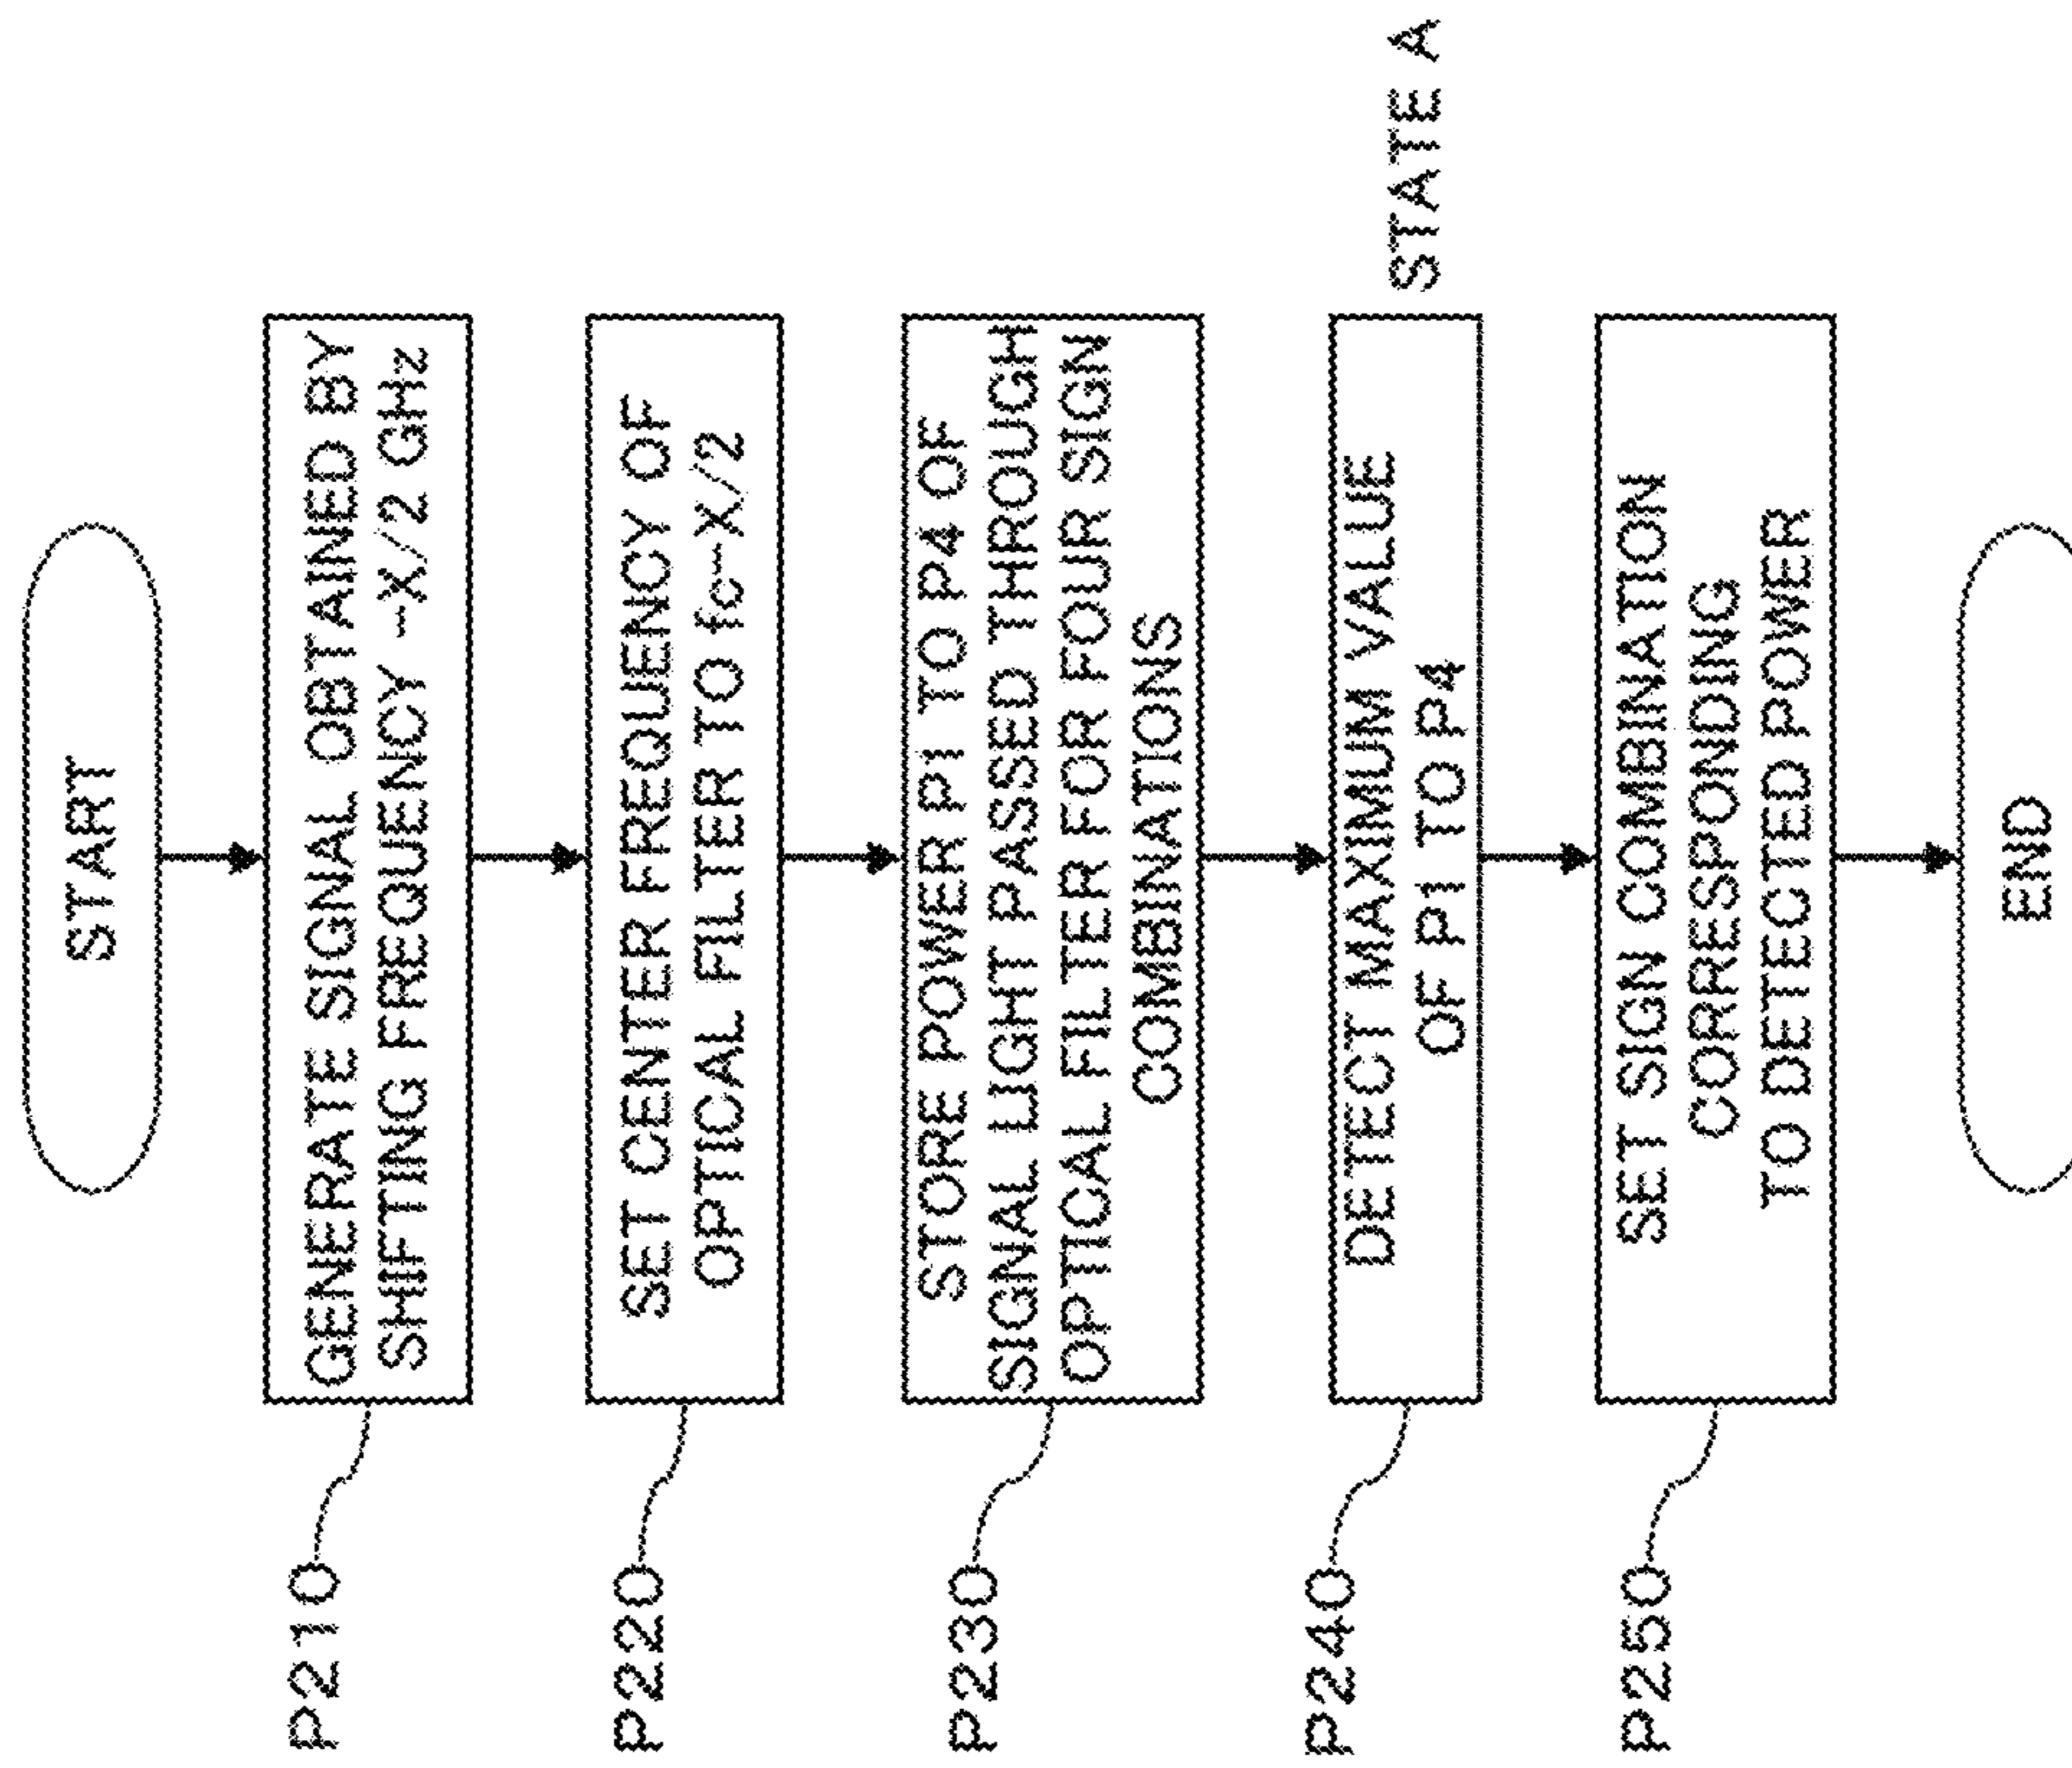 START
P210
GENERATE SIGNAL OBTAINED BY
SHIFTING FREQUENCY -X/2 GHz
P220
SET CENTER FREQUENCY OF
OPTICAL FILTER TO fc-X/2
P230
STORE POWER P1 TO P4 OF
SIGNAL LIGHT PASSED THROUGH
OPTICAL FILTER FOR FOUR SIGN
COMBINATIONS
P240
DETECT MAXIMUM VALUE
OF P1 TO P4
STATE A
P250
SET SIGN COMBINATION
CORRESPONDING
TO DETECTED POWER
END